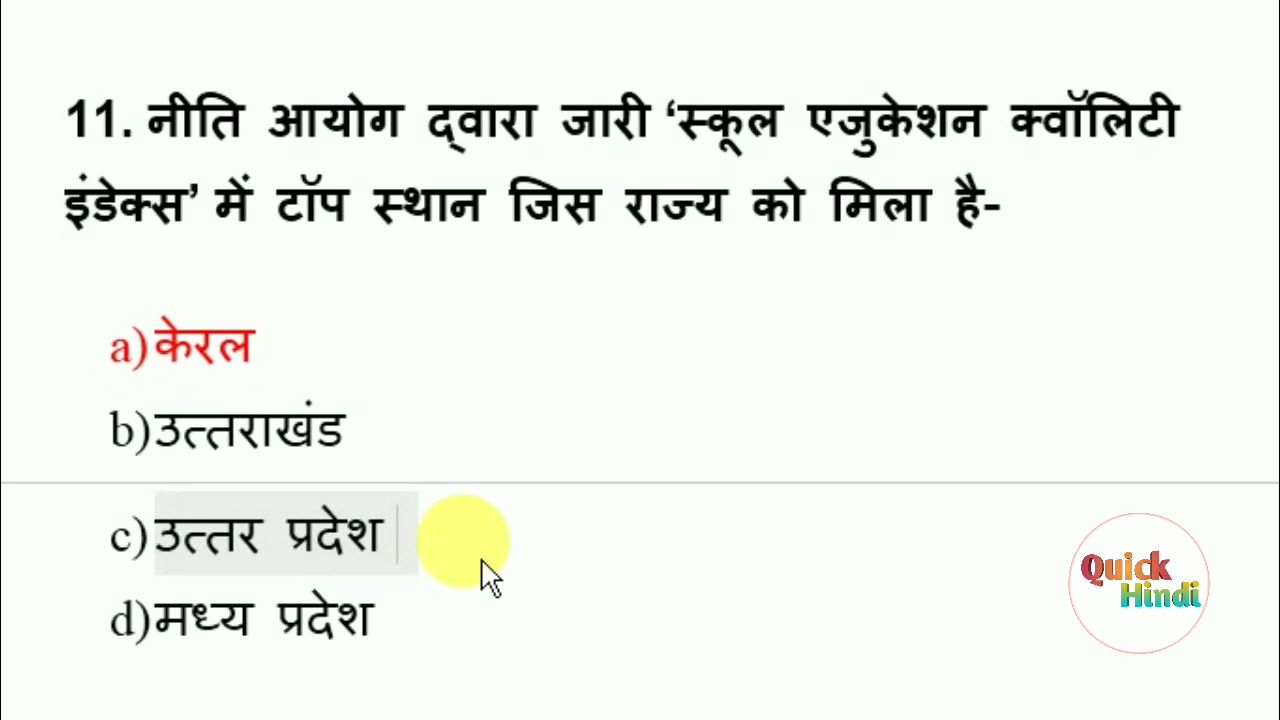 11. नीति आयोग द्वारा जारी ‘स्कूल एजुकेशन क्वॉलिटी
इंडेक्स’ में टॉप स्थान जिस राज्य को मिला है-
a)केरल
b)उत्तराखंड
c)उत्तर प्रदेश
d)मध्य प्रदेश
Quick
Hindi